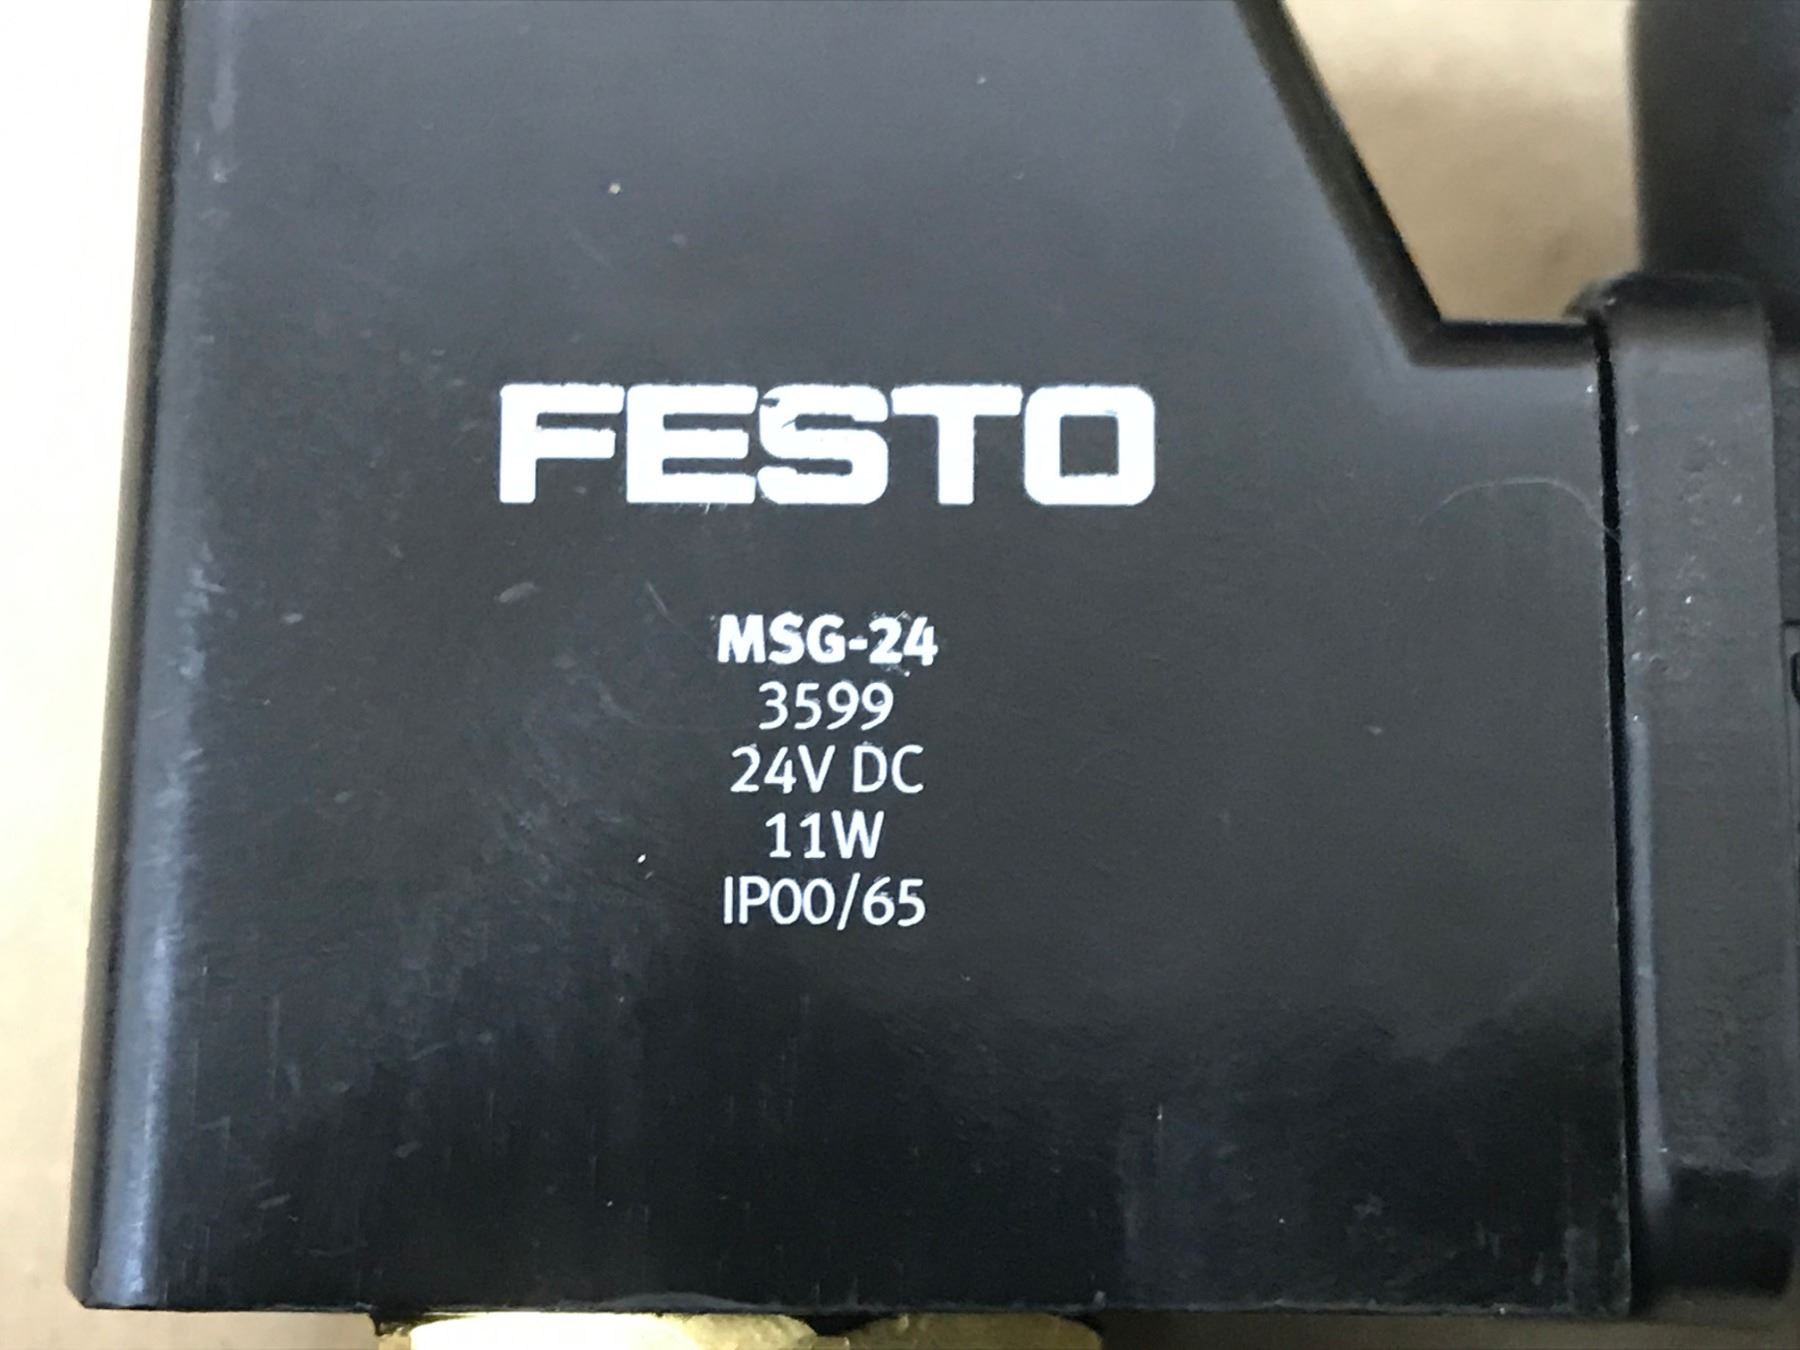 FESTO
MSG-24
3599
24V DC
11W
IP00/65